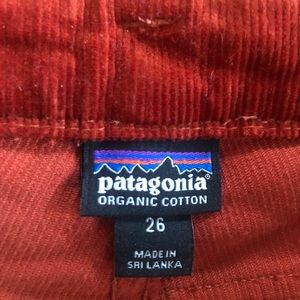 patagonia®
ORGANIC COTTON
26
MADE IN
SRI LANKA